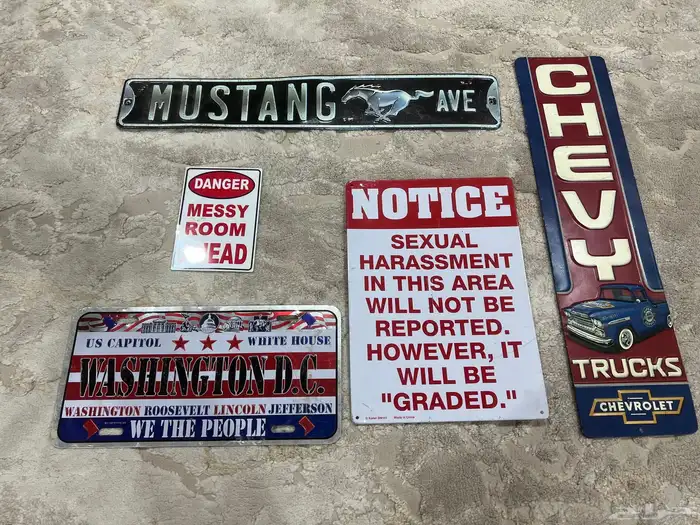 MUSTANG AVE
DANGER
MESSY
ROOM
AHEAD
NOTICE
SEXUAL
HARASSMENT
IN THIS AREA
WILL NOT BE
REPORTED.
HOWEVER, IT
WILL BE
"GRADED."
CHEVY
TRUCKS
CHEVROLET
US CAPITOL WHITE HOUSE
WASHINGTON D.C.
WASHINGTON ROOSEVELT LINCOLN JEFFERSON
WE THE PEOPLE